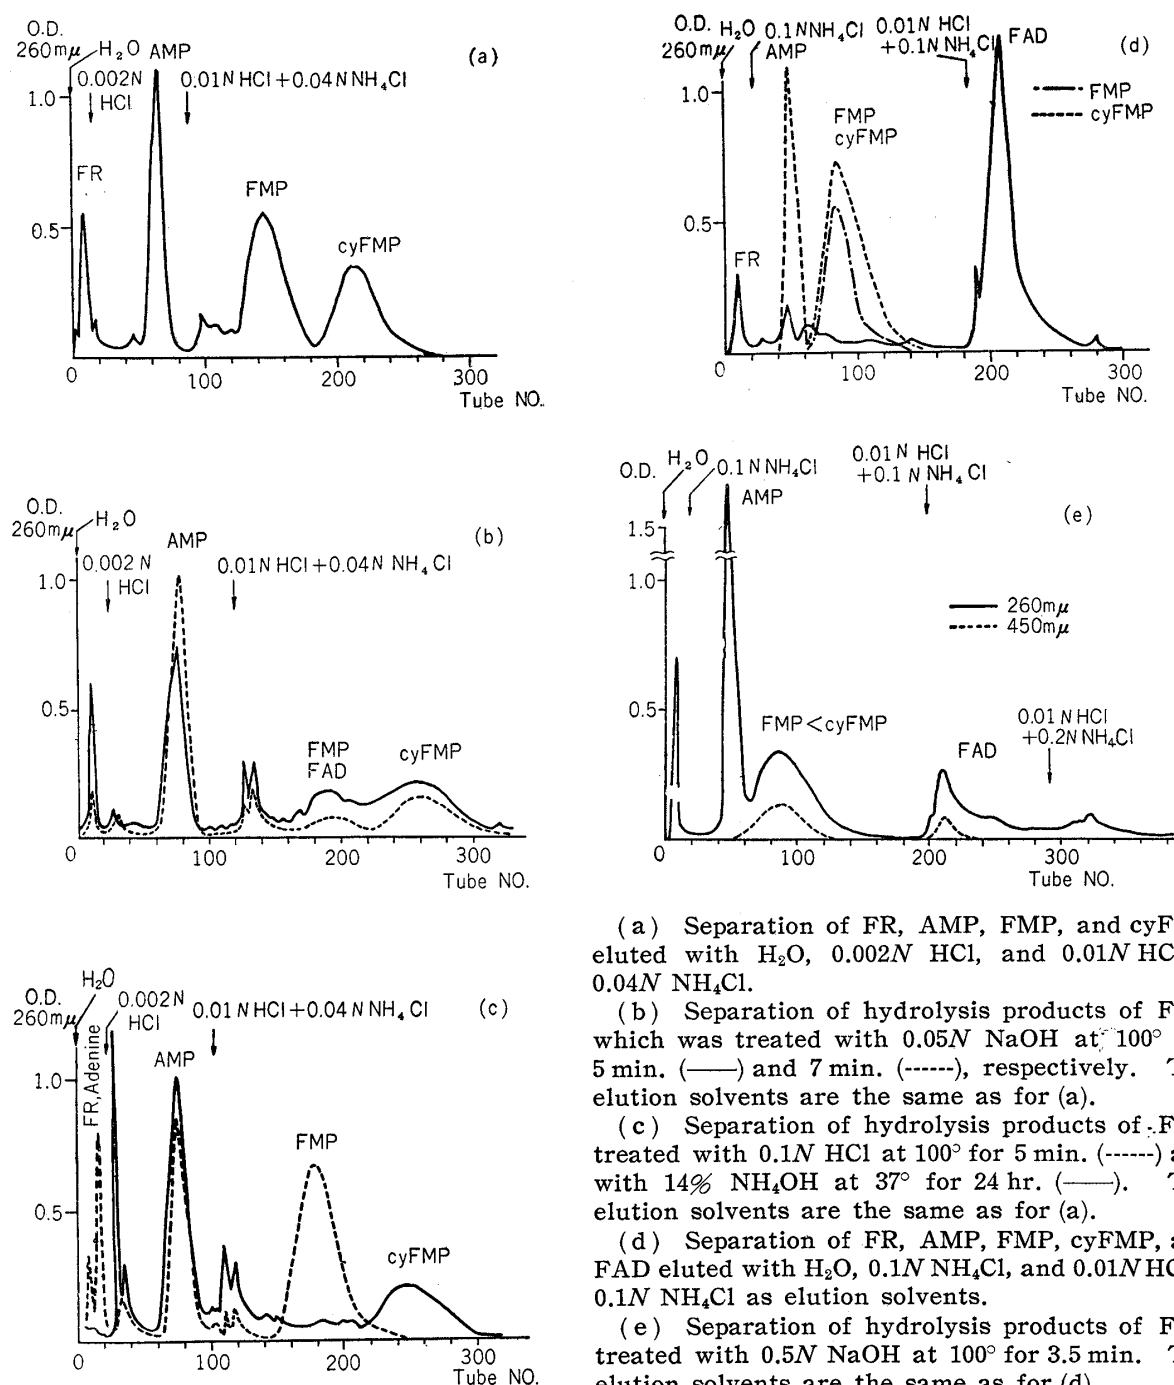 O.D.
260mμ
H₂O
AMP
(a)
0.002N
HCl
0.01N HCl+0.04N NH₄Cl
1.0
FR
FMP
0.5
cyFMP
0
100
200
300
Tube NO.
O.D.
260mμ
H₂O
(b)
AMP
0.002 N
HCl
0.01N HCl+0.04N NH₄Cl
1.0
0.5
FMP
FAD
cyFMP
0
100
200
300
Tube NO.
H₂O
O.D.
260mμ
0.002N
HCl
0.01N HCl+0.04N NH₄Cl
(c)
FR,Adenine
AMP
1.0
FMP
0.5
cyFMP
0
100
200
300
Tube NO.
O.D.
260mμ
H₂O
0.1NNH₄Cl
AMP
0.01N HCl
+0.1N NH₄Cl
FAD
(d)
1.0
FMP
cyFMP
FMP
cyFMP
0.5
FR
0
100
200
300
Tube NO.
O.D.
H₂O
0.1NNH₄Cl
0.01N HCl
+0.1 N NH₄Cl
AMP
(e)
1.5
1.0
260mμ
450mμ
0.5
FMP<cyFMP
FAD
0.01 N HCl
+0.2N NH₄Cl
0
100
200
300
Tube NO.
(a) Separation of FR, AMP, FMP, and cyF
eluted with H₂O, 0.002N HCl, and 0.01N HC
0.04N NH₄Cl.
(b) Separation of hydrolysis products of F
which was treated with 0.05N NaOH at 100°
5 min. (——) and 7 min. (------), respectively. T
elution solvents are the same as for (a).
(c) Separation of hydrolysis products of F
treated with 0.1N HCl at 100° for 5 min. (------) a
with 14% NH₄OH at 37° for 24 hr. (——). T
elution solvents are the same as for (a).
(d) Separation of FR, AMP, FMP, cyFMP, a
FAD eluted with H₂O, 0.1N NH₄Cl, and 0.01N HC
0.1N NH₄Cl as elution solvents.
(e) Separation of hydrolysis products of F
treated with 0.5N NaOH at 100° for 3.5 min. T
elution solvents are the same as for (d).